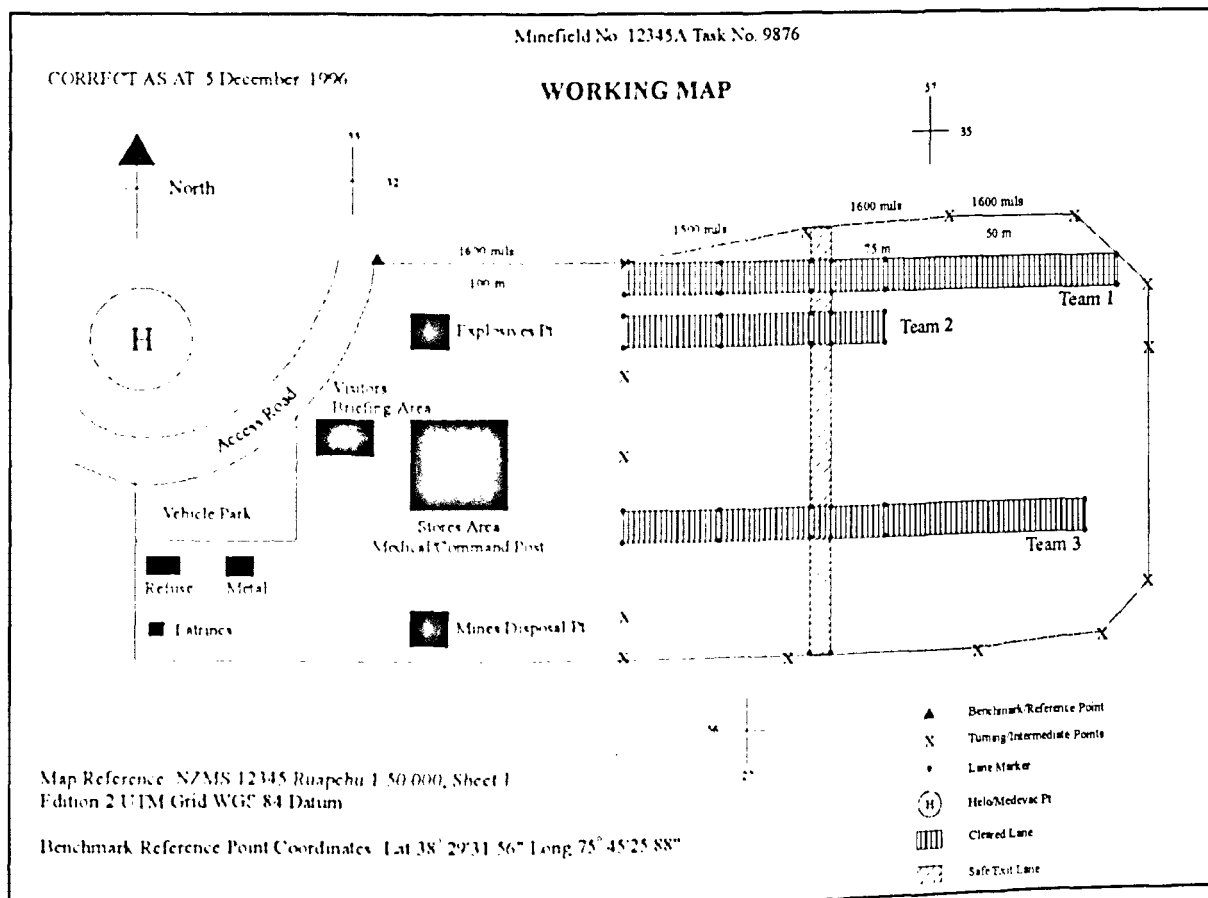 Minefield No. 12345A Task No. 9876
CORRECT AS AT 5 December 1996
WORKING MAP
37
35
33
32
North
1600 mils
100 m
1500 mils
1600 mils
1600 mils
75 m
50 m
Team 1
Team 2
Team 3
H
Explosives Pt
Visitors
Briefing Area
Access Road
Vehicle Park
Stores Area
Medical Command Post
Refuse
Metal
Latrines
Mines Disposal Pt
Benchmark/Reference Point
X Turning/Intermediate Points
Lane Marker
H Helo/Medevac Pt
Cleared Lane
Safe Exit Lane
Map Reference NZMS 12345 Ruapehu 1 50 000, Sheet 1
Edition 2 UTM Grid WGS 84 Datum
Benchmark Reference Point Coordinates Lat 38° 29'31 56" Long 75° 45'25 88"